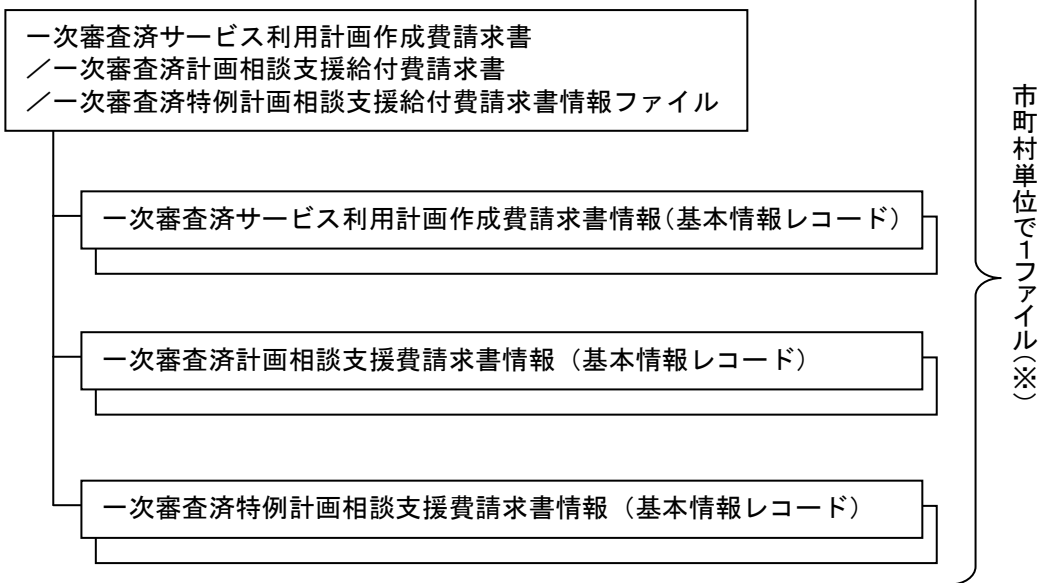 一次審査済サービス利用計画作成費請求書
／一次審査済計画相談支援給付費請求書
／一次審査済特例計画相談支援給付費請求書情報ファイル
一次審査済サービス利用計画作成費請求書情報（基本情報レコード）
一次審査済計画相談支援費請求書情報（基本情報レコード）
一次審査済特例計画相談支援費請求書情報（基本情報レコード）
市町村単位で１ファイル（※）